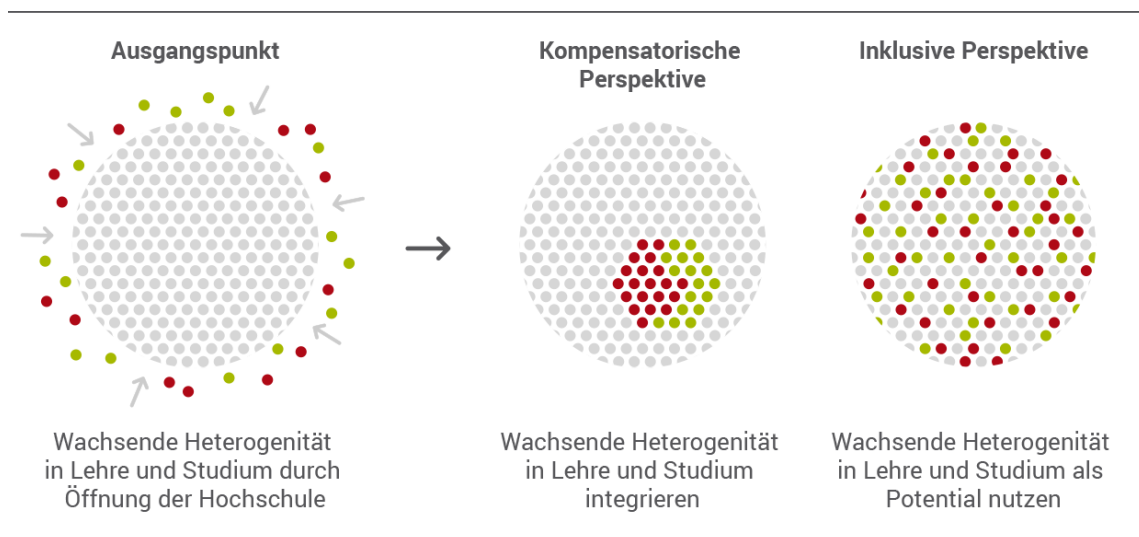 Ausgangspunkt
Wachsende Heterogenität
in Lehre und Studium durch
Öffnung der Hochschule
Kompensatorische
Perspektive
Wachsende Heterogenität
in Lehre und Studium
integrieren
Inklusive Perspektive
Wachsende Heterogenität
in Lehre und Studium als
Potential nutzen